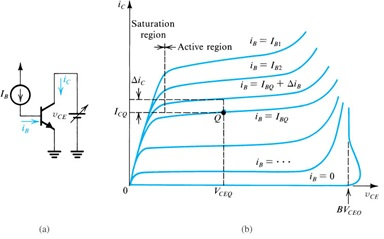 i_C
Saturation
region
Active region
i_B = I_B1
i_B = I_B2
i_B = I_BQ + Δi_B
i_B = I_BQ
Δi_C
I_CQ
Q
i_B = · · ·
i_B = 0
0
V_CEQ
BV_CEO
v_CE
I_B
i_C
i_B
v_CE
(a)
(b)